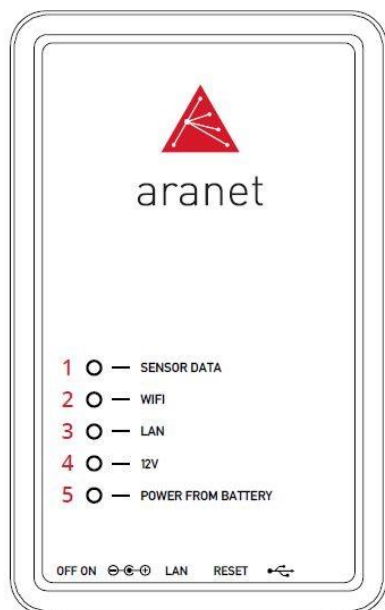 aranet
1 SENSOR DATA
2 WIFI
3 LAN
4 12V
5 POWER FROM BATTERY
OFF ON LAN RESET